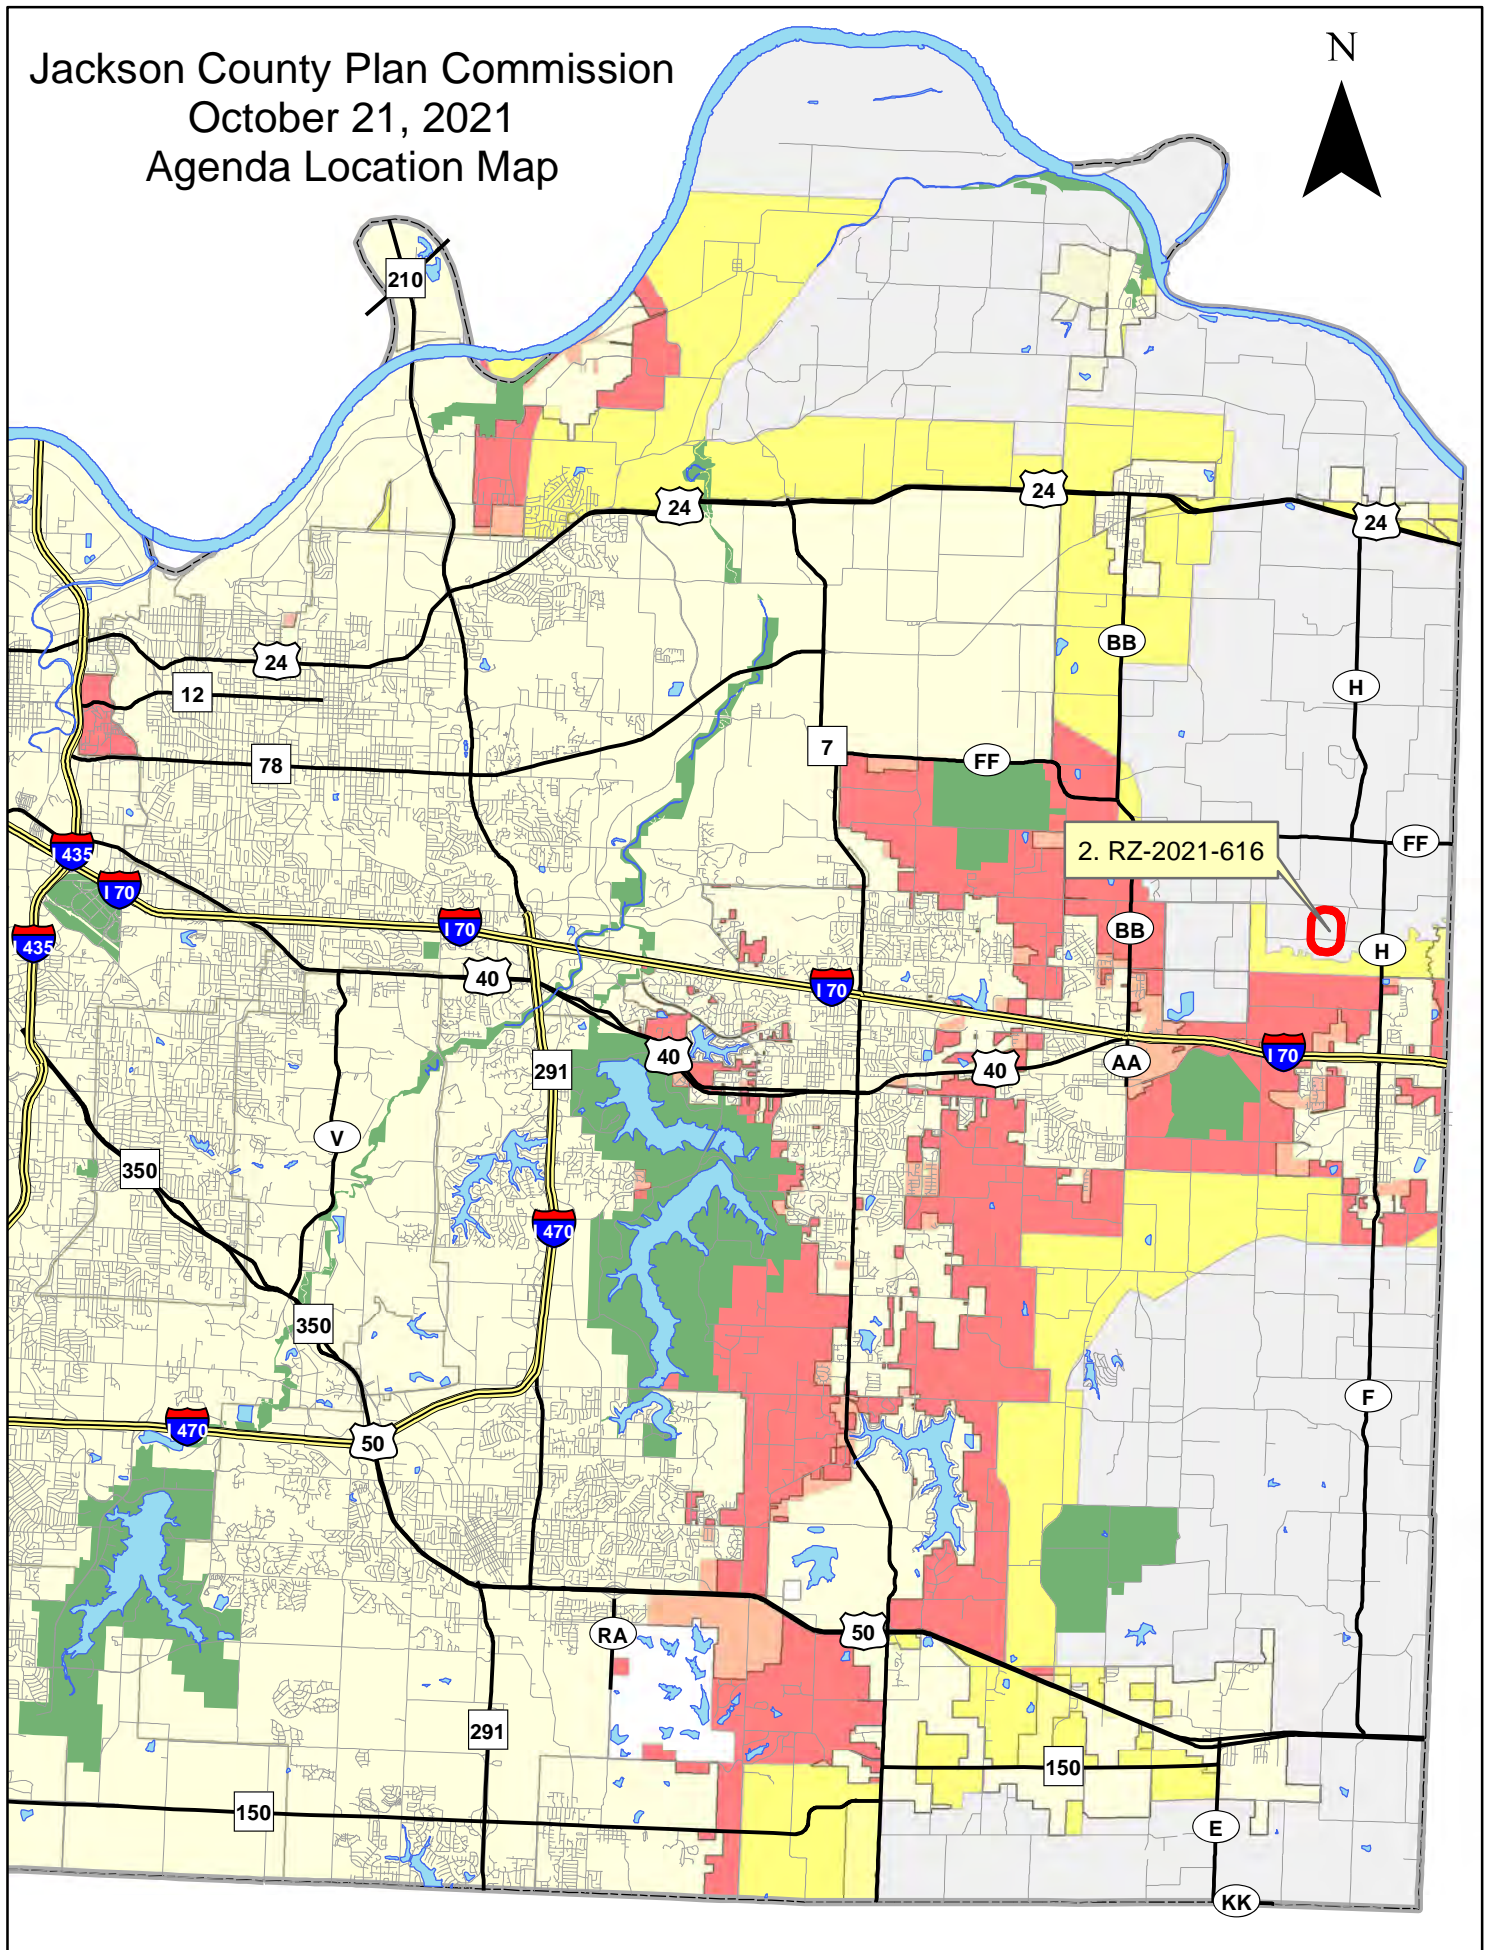 Jackson County Plan Commission
October 21, 2021
Agenda Location Map
N
210
24
24
24
BB
24
12
H
7
78
FF
2. RZ-2021-616
FF
I 435
I 70
I 70
BB
I 435
H
40
I 70
40
291
40
AA
I 70
V
350
I 470
350
F
I 470
50
RA
50
291
150
150
E
KK